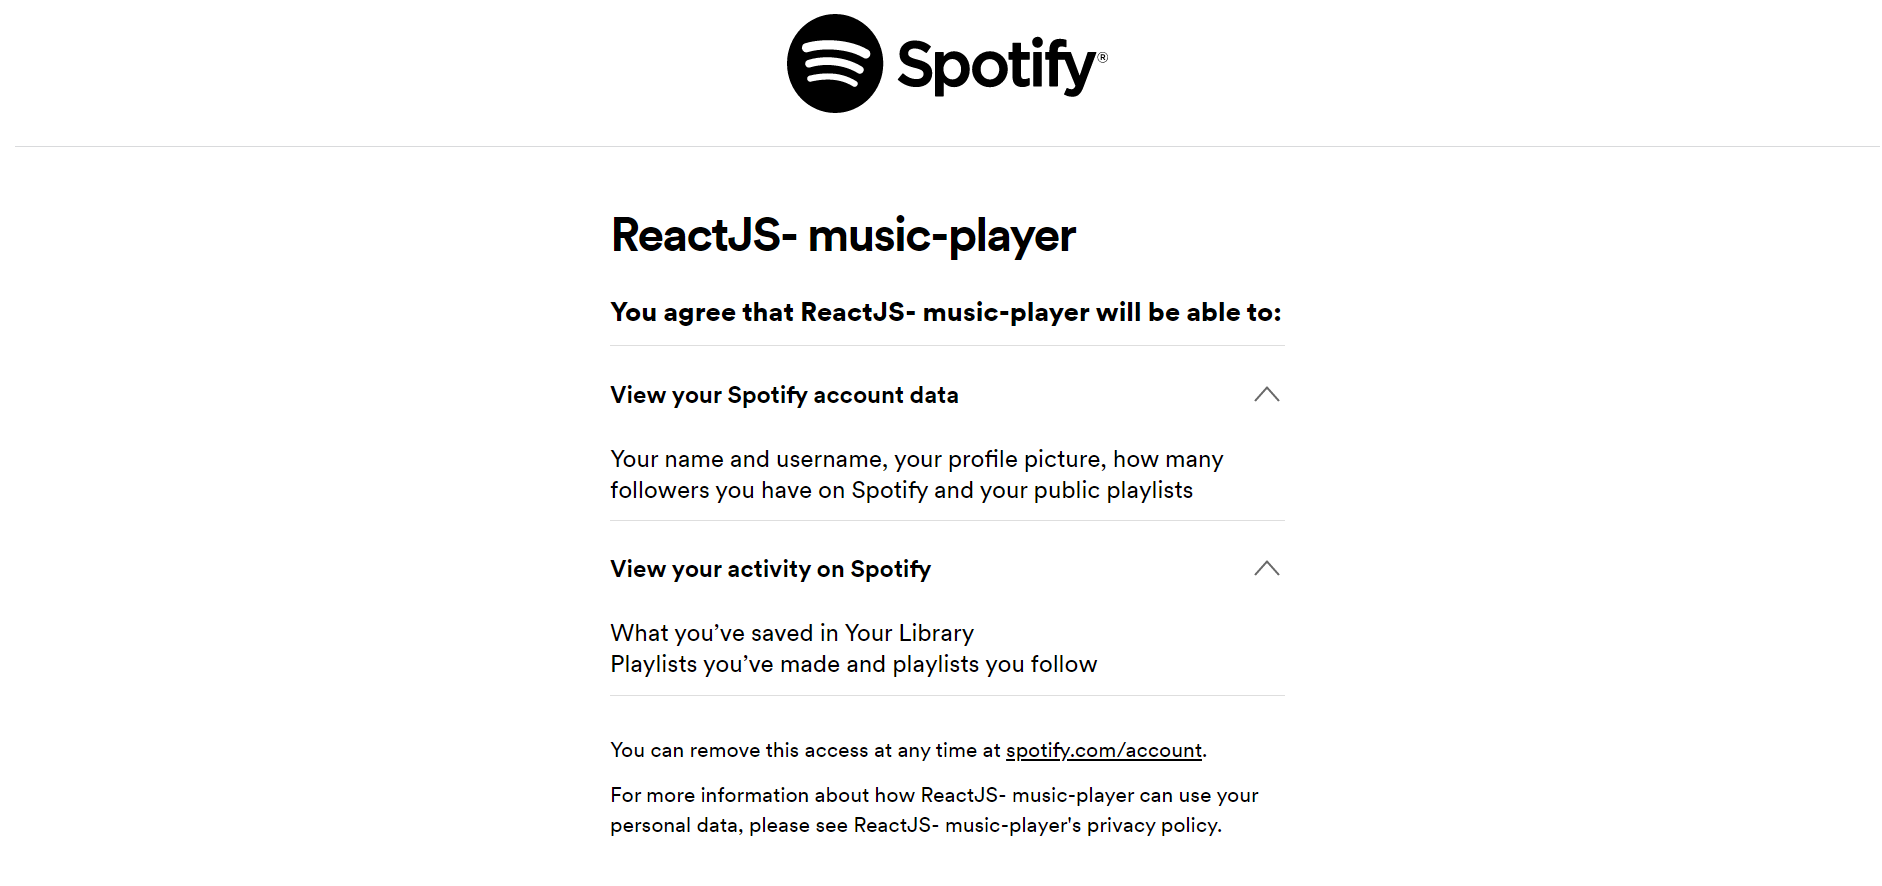 Spotify®
ReactJS- music-player
You agree that ReactJS- music-player will be able to:
View your Spotify account data
Your name and username, your profile picture, how many
followers you have on Spotify and your public playlists
View your activity on Spotify
What you’ve saved in Your Library
Playlists you’ve made and playlists you follow
You can remove this access at any time at spotify.com/account.
For more information about how ReactJS- music-player can use your
personal data, please see ReactJS- music-player's privacy policy.